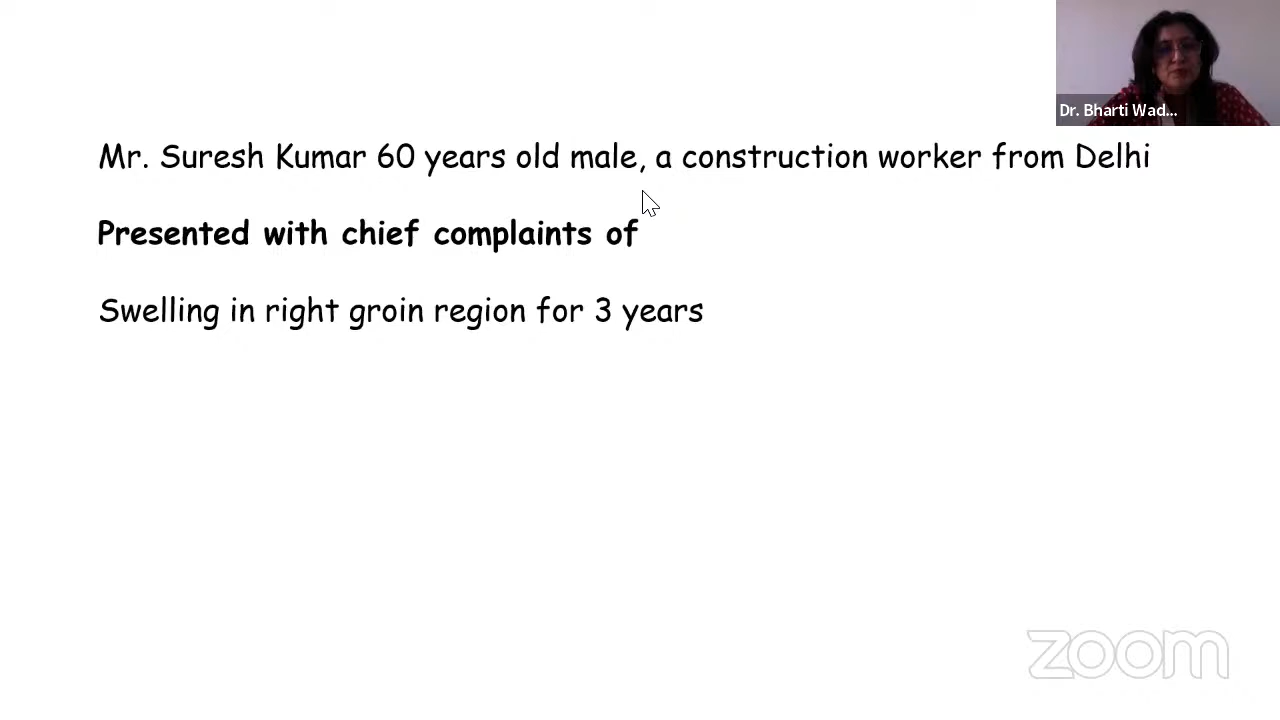 Dr. Bharti Wad...
Mr. Suresh Kumar 60 years old male, a construction worker from Delhi
Presented with chief complaints of
Swelling in right groin region for 3 years
zoom